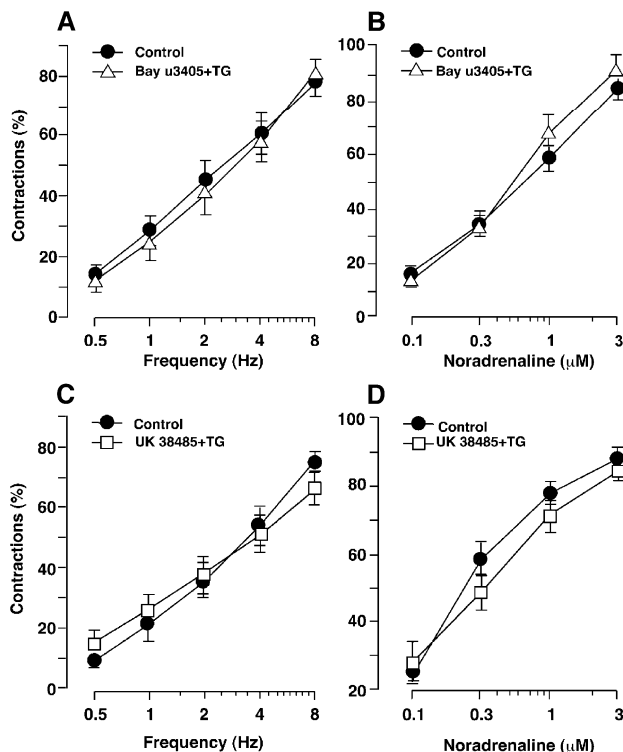 A
Control
Bay u3405+TG
Contractions (%)
80
60
40
20
0
0.5 1 2 4 8
Frequency (Hz)
B
Control
Bay u3405+TG
100
80
60
40
20
0
0.1 0.3 1 3
Noradrenaline (μM)
C
Control
UK 38485+TG
Contractions (%)
80
60
40
20
0
0.5 1 2 4 8
Frequency (Hz)
D
Control
UK 38485+TG
100
80
60
40
20
0.1 0.3 1 3
Noradrenaline (μM)